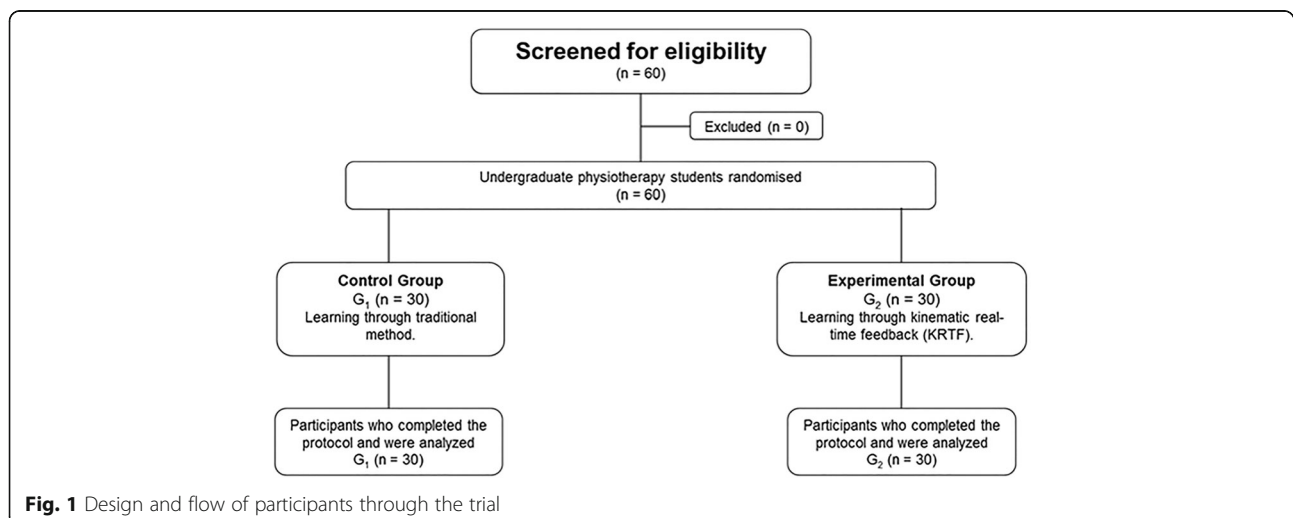 Screened for eligibility
(n = 60)
Excluded (n = 0)
Undergraduate physiotherapy students randomised
(n = 60)
Control Group
G₁ (n = 30)
Learning through traditional
method.
Experimental Group
G₂ (n = 30)
Learning through kinematic real-
time feedback (KRTF).
Participants who completed the
protocol and were analyzed
G₁ (n = 30)
Participants who completed the
protocol and were analyzed
G₂ (n = 30)
Fig. 1 Design and flow of participants through the trial